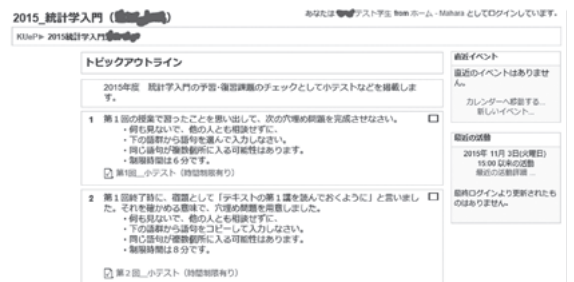 2015_統計学入門 (
あなたは テスト学生 from ホーム - Mahara としてログインしています。
KUeP ▶ 2015統計学入門
トピックアウトライン
2015年度 統計学入門の予習・復習課題のチェックとして小テストなどを掲載しま
す。
1 第1回の授業で習ったことを思い出して、次の穴埋め問題を完成させなさい。
・何も見ないで、他の人とも相談せずに、
・下の語群から語句を選んで入力しなさい。
・同じ語句が複数個所に入る可能性はあります。
・制限時間は6分です。
第1回_小テスト (時間制限有り)
2 第1回終了時に、宿題として「テキストの第1講を読んでおくように」と言いまし
た。それを確かめる意味で、穴埋め問題を用意しました。
・何も見ないで、他の人とも相談せずに、
・下の語群から語句をコピーして入力しなさい。
・同じ語句が複数個所に入る可能性はあります。
・制限時間は8分です。
第2回_小テスト (時間制限有り)
直近イベント
直近のイベントはありませ
ん。
カレンダーへ移動する...
新しいイベント...
最近の活動
2015年 11月 3日(火曜日)
15:00 以来の活動
最近の活動詳細 ...
最終ログインより更新されたも
のはありません。